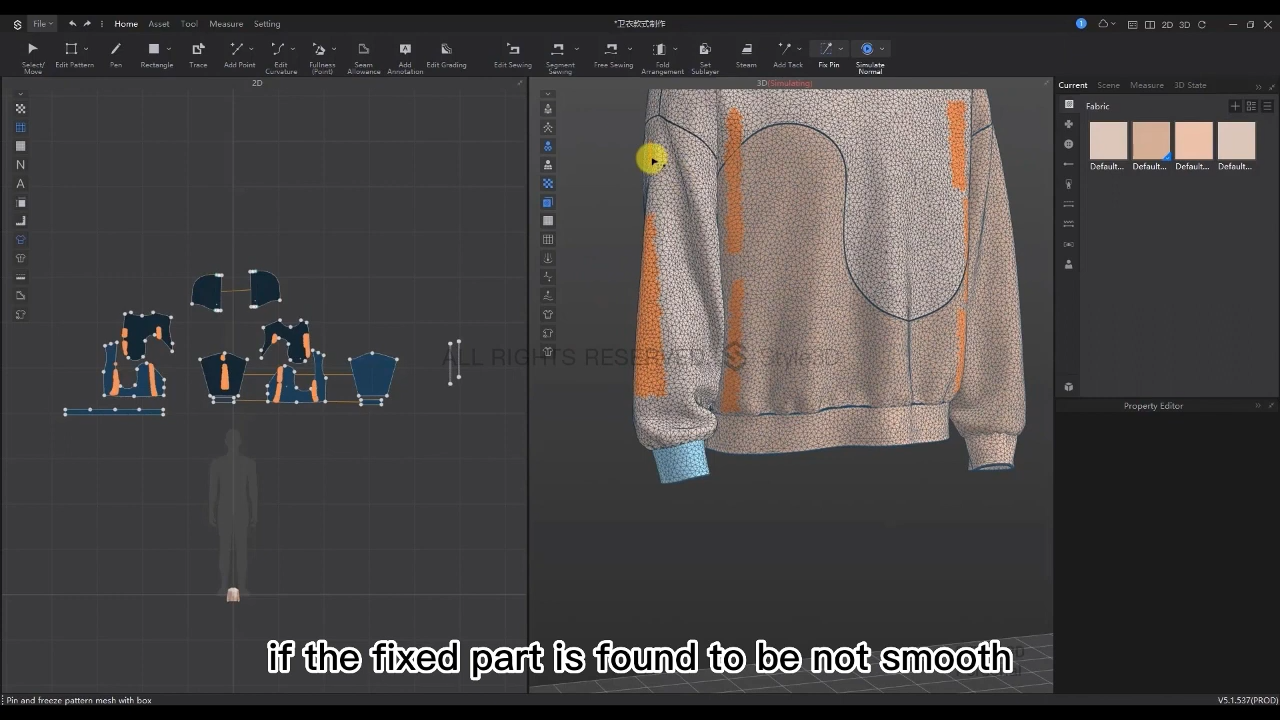 File
Home
Asset
Tool
Measure
Setting
*卫衣款式制作
1
2D
3D
Select/
Move
Edit Pattern
Pen
Rectangle
Trace
Add Point
Edit
Curvature
Fullness
(Point)
Seam
Allowance
Add
Annotation
Edit Grading
Edit Sewing
Segment
Sewing
Free Sewing
Fold
Arrangement
Set
Sublayer
Steam
Add Tack
Fix Pin
Simulate
Normal
2D
3D(Simulating)
Current
Scene
Measure
3D State
Fabric
Default...
Default...
Default...
Default...
Property Editor
ALL RIGHTS RESERVED
Style
if the fixed part is found to be not smooth
Pin and freeze pattern mesh with box
V5.1.537(PROD)